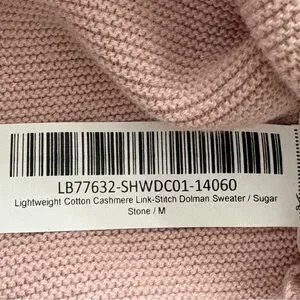 LB77632-SHWDC01-14060
Lightweight Cotton Cashmere Link-Stitch Dolman Sweater / Sugar
Stone / M